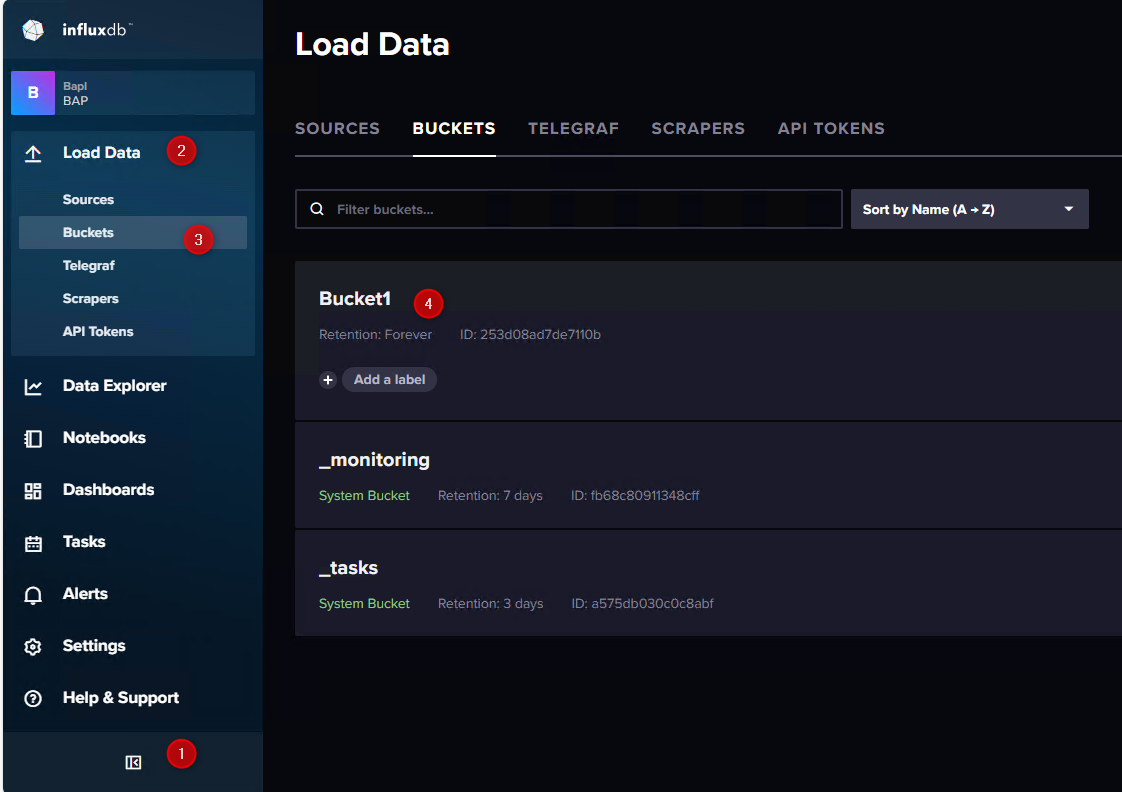 influxdb™
B
Bapl
BAP
Load Data 2
Sources
Buckets 3
Telegraf
Scrapers
API Tokens
Data Explorer
Notebooks
Dashboards
Tasks
Alerts
Settings
Help & Support
1
Load Data
SOURCES BUCKETS TELEGRAF SCRAPERS API TOKENS
Filter buckets... Sort by Name (A → Z)
Bucket1 4
Retention: Forever ID: 253d08ad7de7110b
+ Add a label
_monitoring
System Bucket Retention: 7 days ID: fb68c80911348cff
_tasks
System Bucket Retention: 3 days ID: a575db030c0c8abf